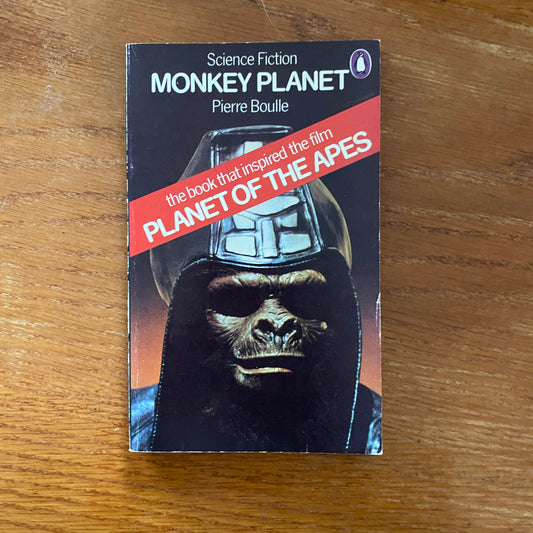 Science Fiction
MONKEY PLANET
Pierre Boulle
the book that inspired the film
PLANET OF THE APES